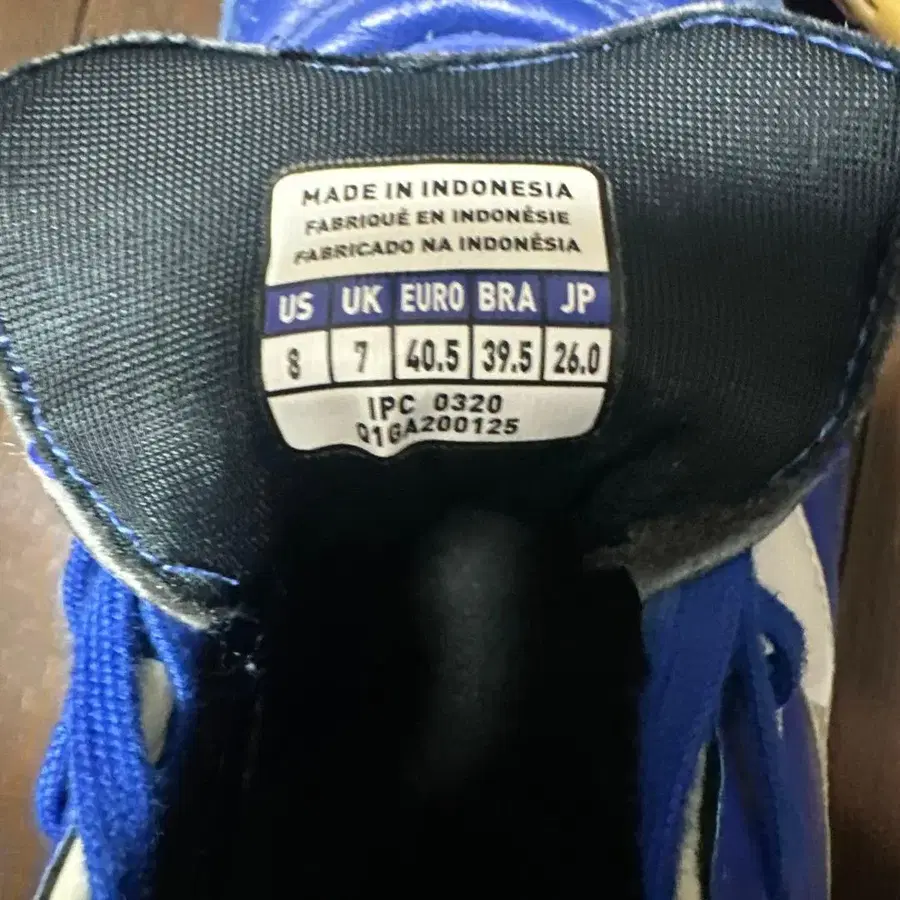 MADE IN INDONESIA
FABRIQUÉ EN INDONÉSIE
FABRICADO NA INDONÉSIA
US UK EURO BRA JP
8 7 40.5 39.5 26.0
IPC 0320
Q1GA200125